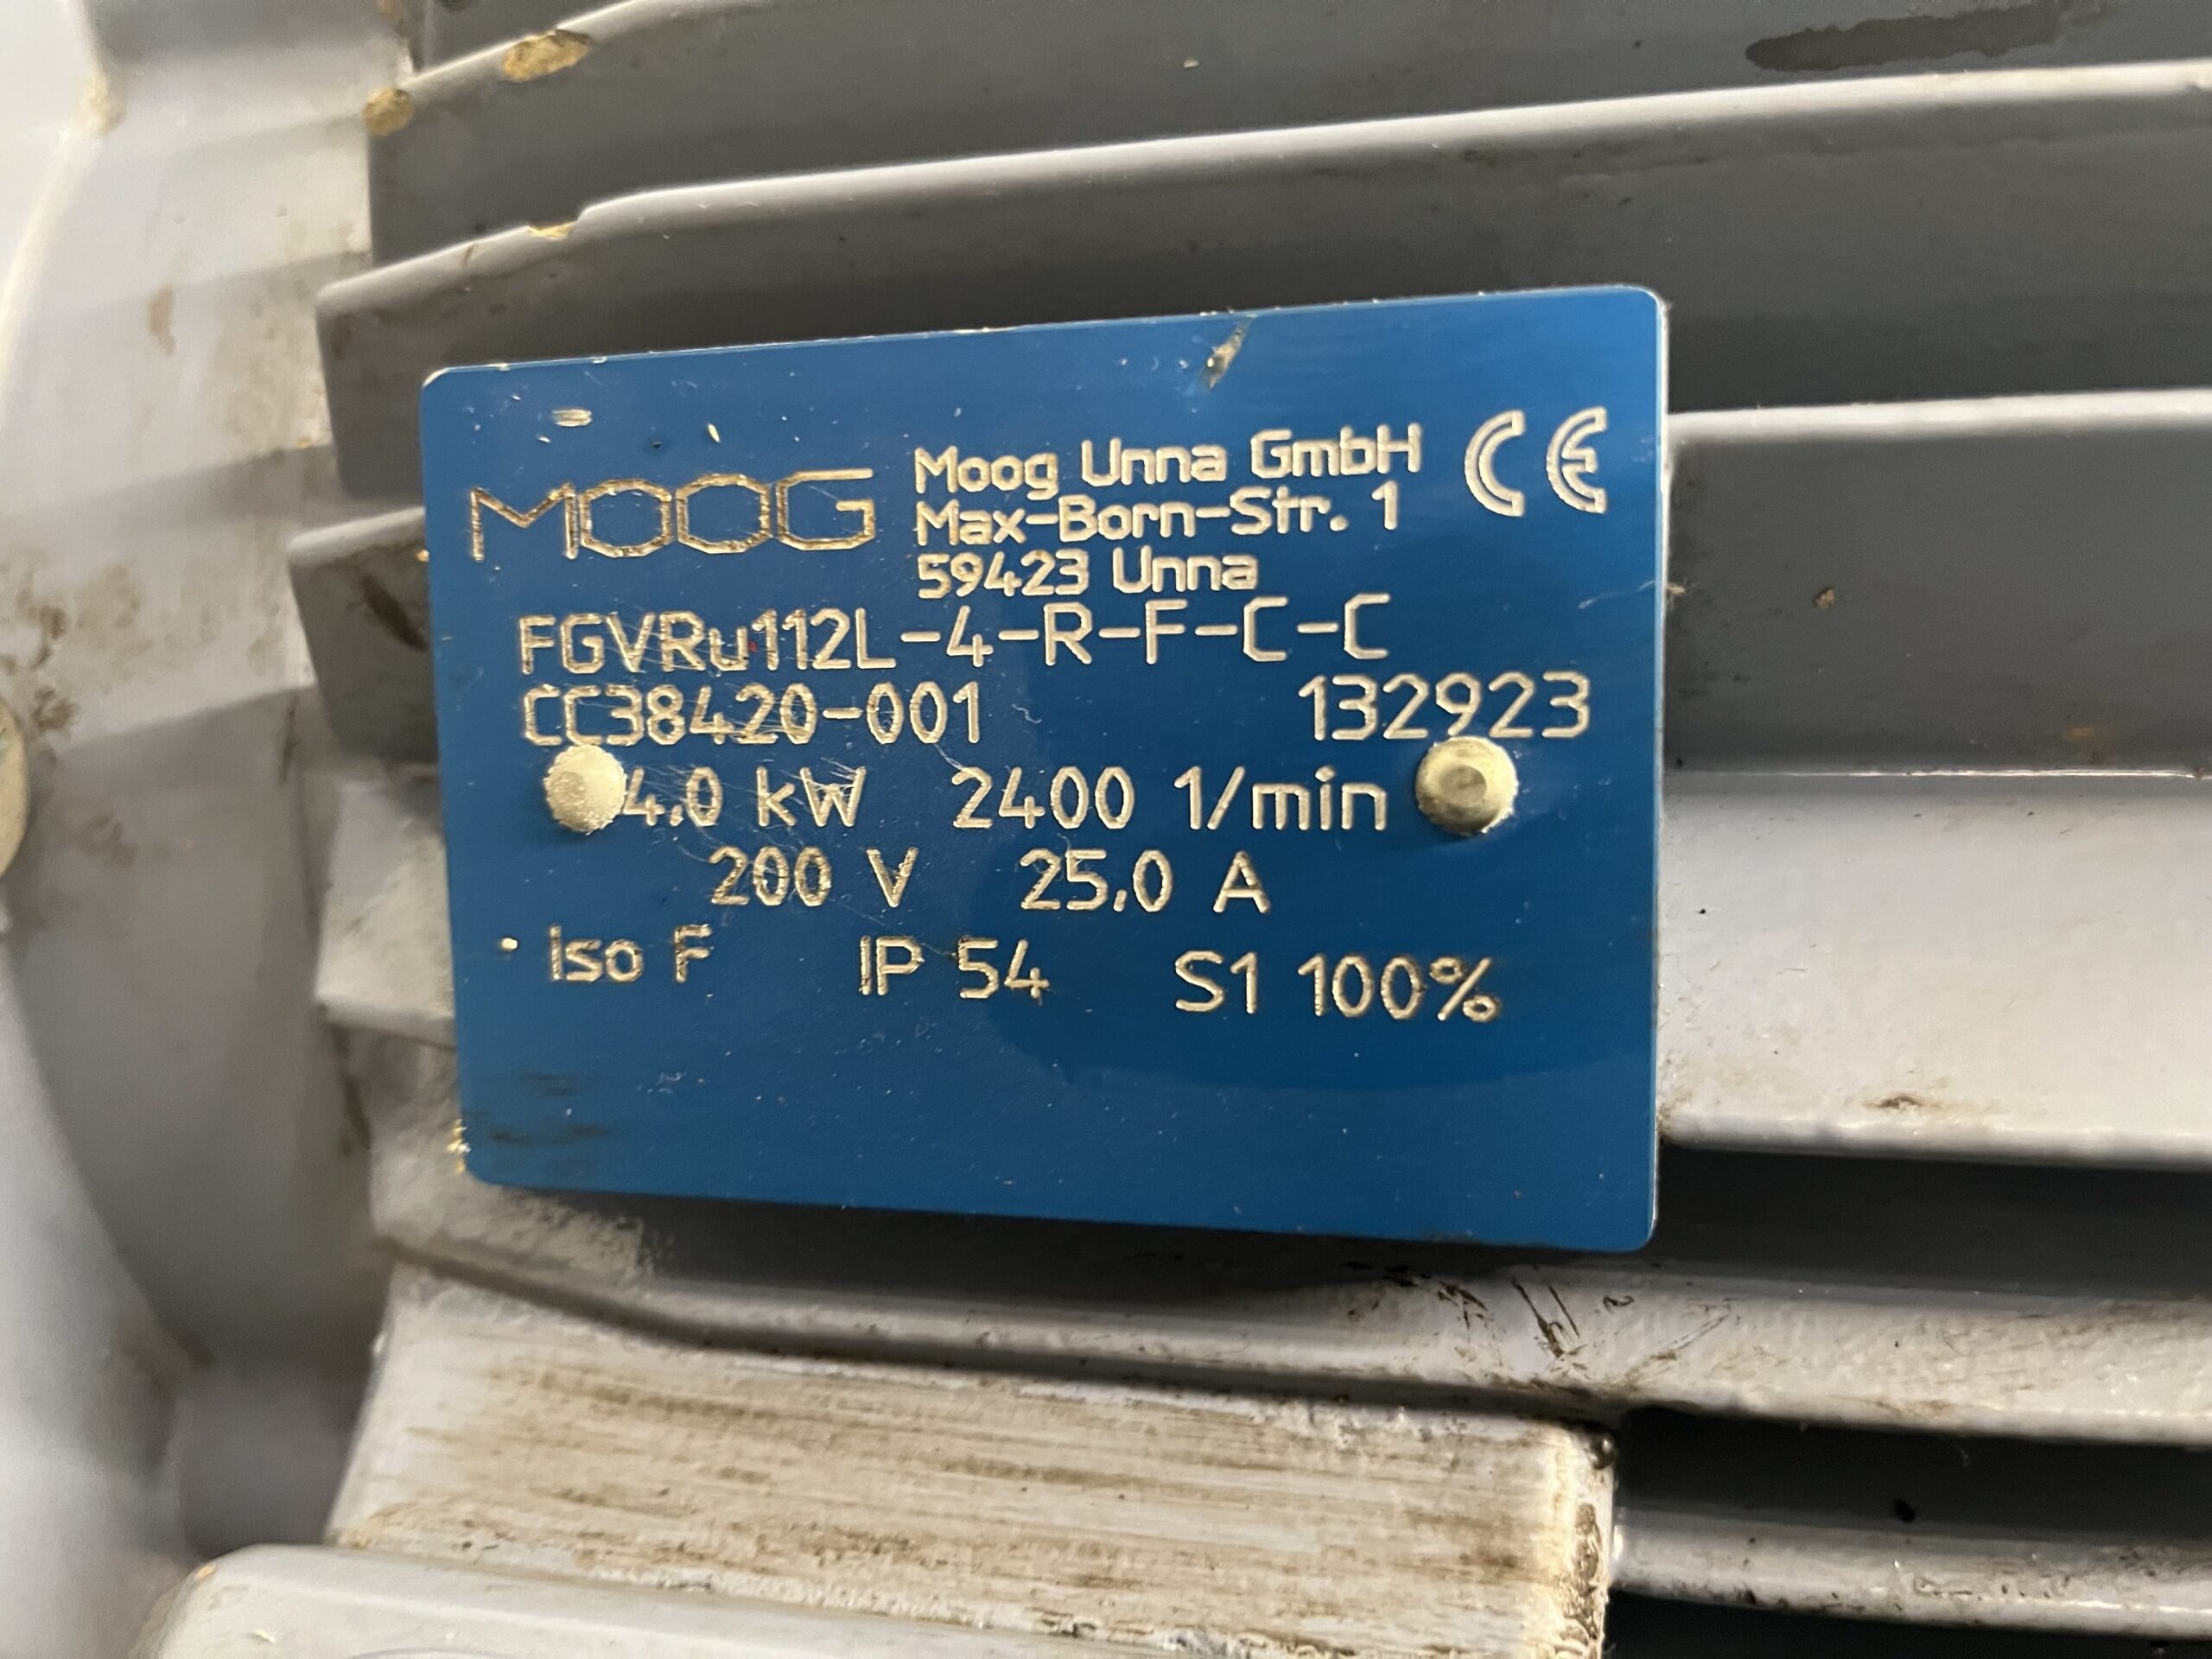 MOOG
Moog Unna GmbH
Max-Born-Str. 1
59423 Unna
CE
FGVRu112L-4-R-F-C-C
CC38420-001 132923
4.0 kW 2400 1/min
200 V 25.0 A
Iso F IP 54 S1 100%